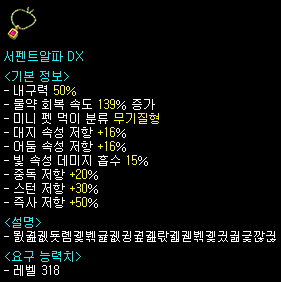 서펜트알파 DX
<기본 정보>
- 내구력 50%
- 물약 회복 속도 139% 증가
- 미니 펫 먹이 분류 무기질형
- 대지 속성 저항 +16%
- 어둠 속성 저항 +16%
- 빛 속성 데미지 흡수 15%
- 중독 저항 +20%
- 스턴 저항 +30%
- 즉사 저항 +50%
<설명>
<요구 능력치>
- 레벨 318